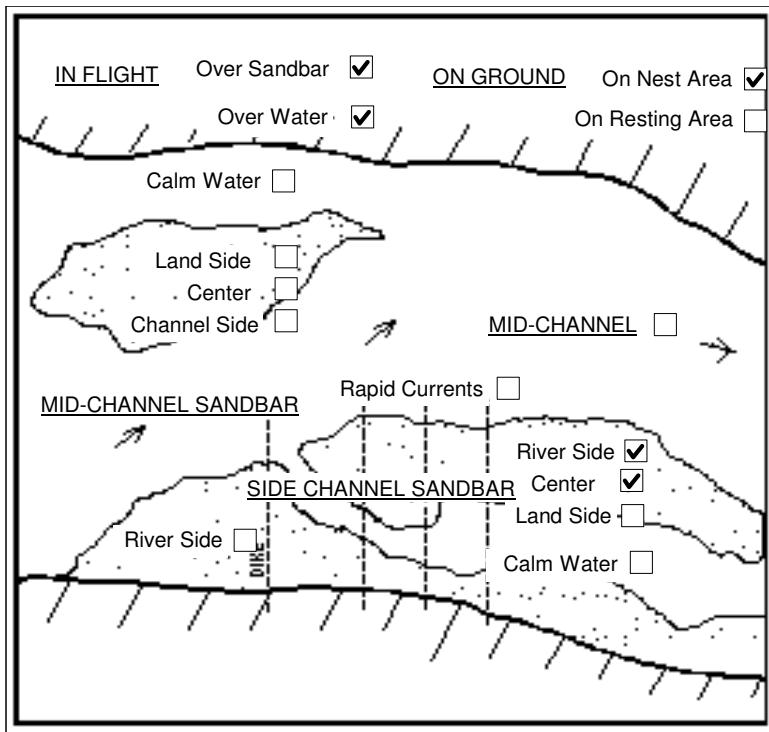 IN FLIGHT Over Sandbar ON GROUND On Nest Area
Over Water On Resting Area
Calm Water
Land Side
Center
Channel Side
MID-CHANNEL
Rapid Currents
MID-CHANNEL SANDBAR
River Side
SIDE CHANNEL SANDBAR Center
Land Side
River Side
DIKE
Calm Water